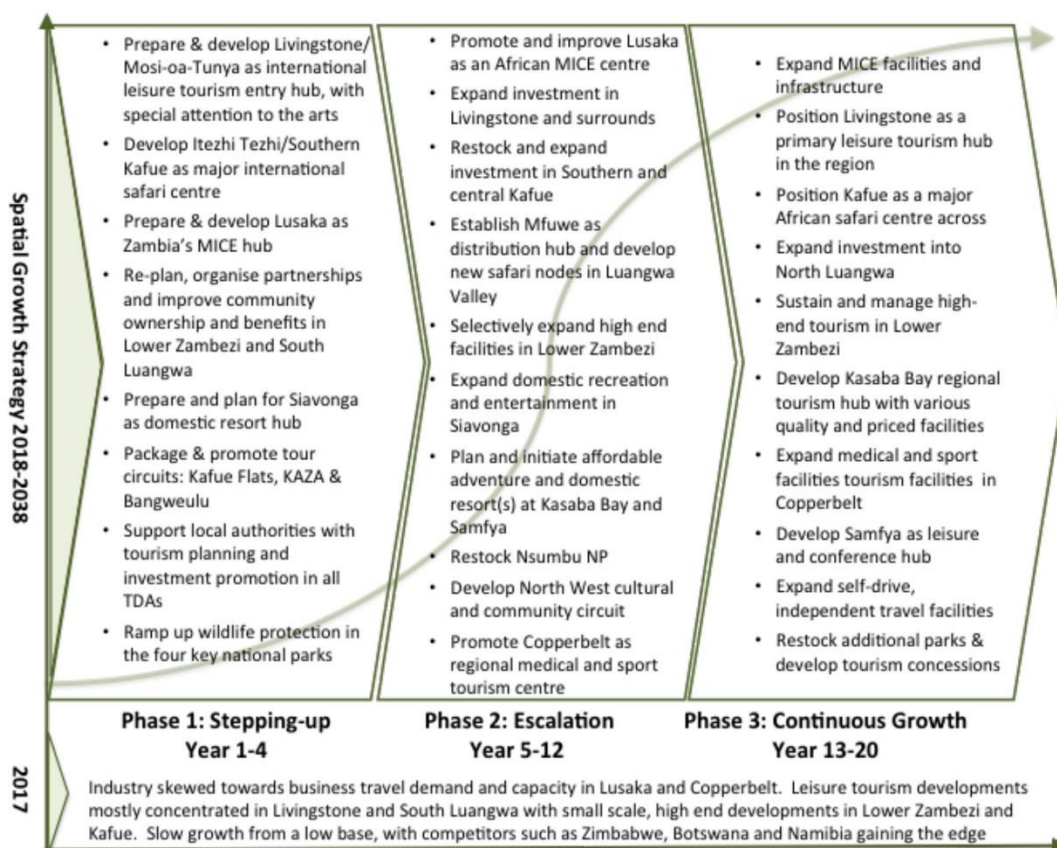 Spatial Growth Strategy 2018-2038
• Prepare & develop Livingstone/
Mosi-oa-Tunya as international
leisure tourism entry hub, with
special attention to the arts
• Develop Itezhi Tezhi/Southern
Kafue as major international
safari centre
• Prepare & develop Lusaka as
Zambia's MICE hub
• Re-plan, organise partnerships
and improve community
ownership and benefits in
Lower Zambezi and South
Luangwa
• Prepare and plan for Siavonga
as domestic resort hub
• Package & promote tour
circuits: Kafue Flats, KAZA &
Bangweulu
• Support local authorities with
tourism planning and
investment promotion in all
TDAs
• Ramp up wildlife protection in
the four key national parks
Phase 1: Stepping-up
Year 1-4
• Promote and improve Lusaka
as an African MICE centre
• Expand investment in
Livingstone and surrounds
• Restock and expand
investment in Southern and
central Kafue
• Establish Mfuwe as
distribution hub and develop
new safari nodes in Luangwa
Valley
• Selectively expand high end
facilities in Lower Zambezi
• Expand domestic recreation
and entertainment in
Siavonga
• Plan and initiate affordable
adventure and domestic
resort(s) at Kasaba Bay and
Samfya
• Restock Nsumbu NP
• Develop North West cultural
and community circuit
• Promote Copperbelt as
regional medical and sport
tourism centre
Phase 2: Escalation
Year 5-12
• Expand MICE facilities and
infrastructure
• Position Livingstone as a
primary leisure tourism hub
in the region
• Position Kafue as a major
African safari centre across
• Expand investment into
North Luangwa
• Sustain and manage high-
end tourism in Lower
Zambezi
• Develop Kasaba Bay regional
tourism hub with various
quality and priced facilities
• Expand medical and sport
facilities tourism facilities in
Copperbelt
• Develop Samfya as leisure
and conference hub
• Expand self-drive,
independent travel facilities
• Restock additional parks &
develop tourism concessions
Phase 3: Continuous Growth
Year 13-20
2017
Industry skewed towards business travel demand and capacity in Lusaka and Copperbelt. Leisure tourism developments
mostly concentrated in Livingstone and South Luangwa with small scale, high end developments in Lower Zambezi and
Kafue. Slow growth from a low base, with competitors such as Zimbabwe, Botswana and Namibia gaining the edge